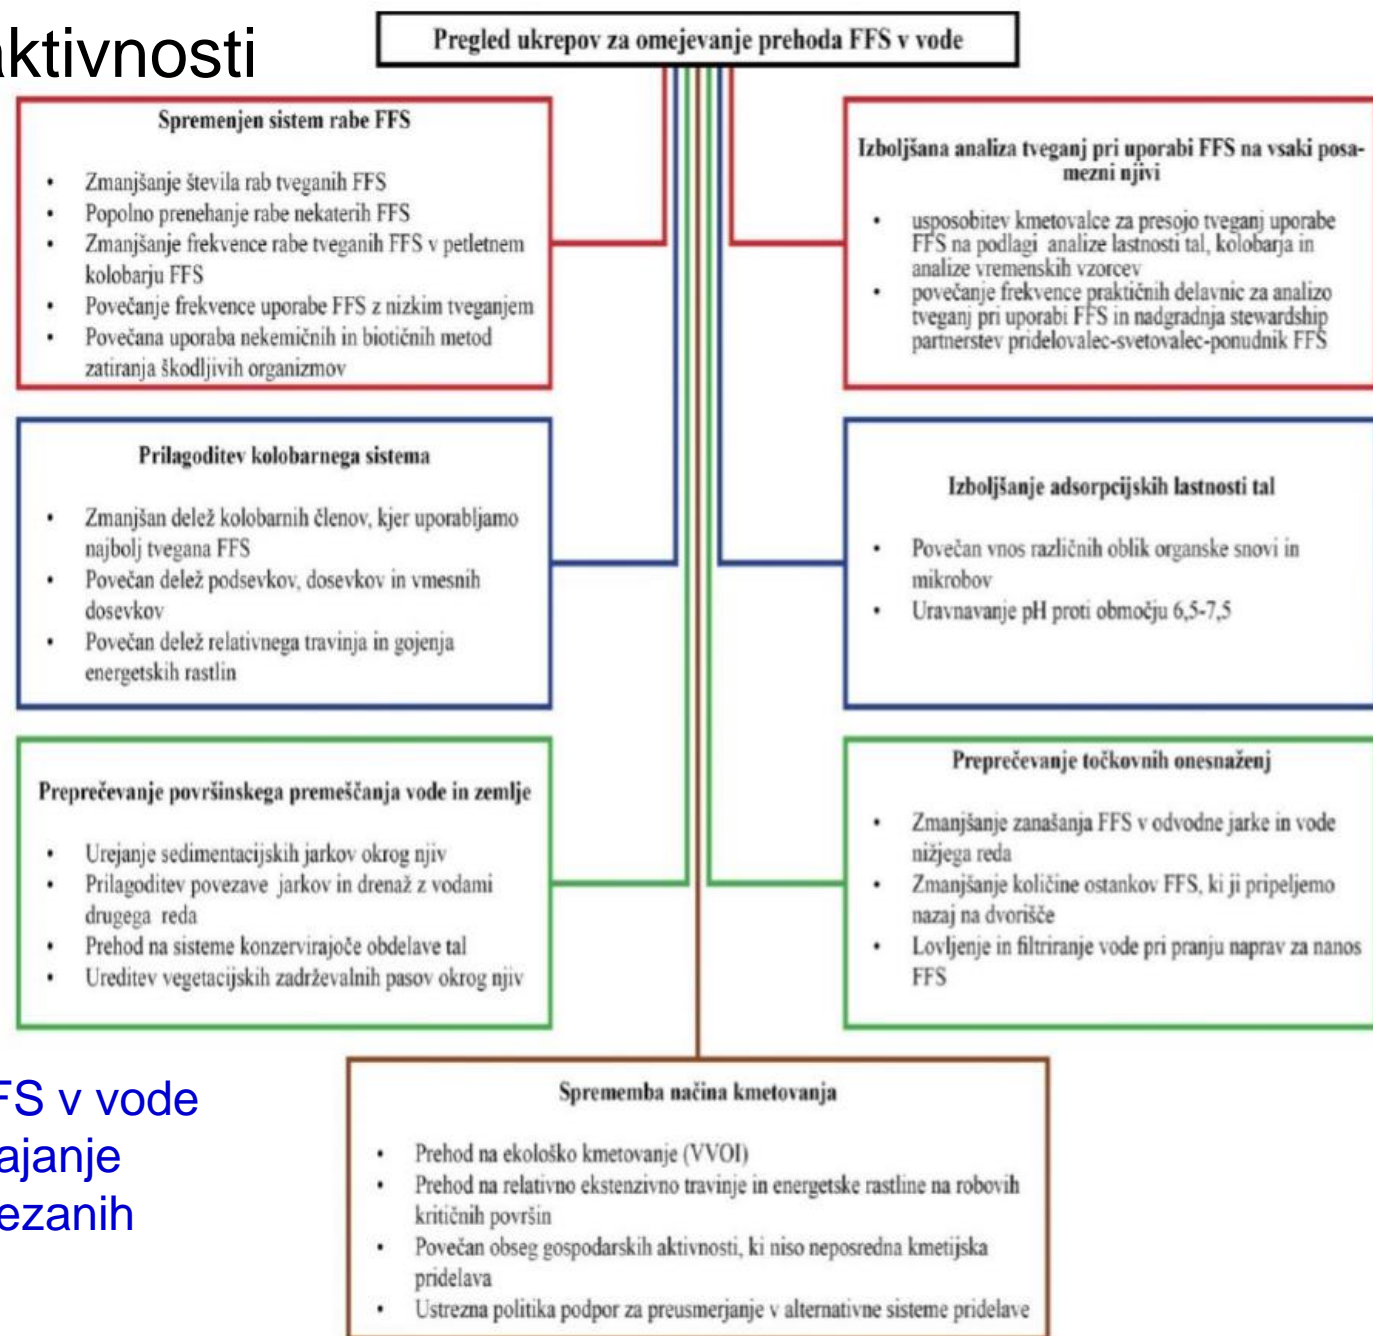 aktivnosti
Pregled ukrepov za omejevanje prehoda FFS v vode
Spremenjen sistem rabe FFS
• Zmanjšanje števila rab tveganih FFS
• Popolno prenehanje rabe nekaterih FFS
• Zmanjšanje frekvence rabe tveganih FFS v petletnem
kolobarju FFS
• Povečanje frekvence uporabe FFS z nizkim tveganjem
• Povečana uporaba nekemičnih in biotičnih metod
zatiranja škodljivih organizmov
Izboljšana analiza tveganj pri uporabi FFS na vsaki posa-
mezni njivi
• usposobitev kmetovalce za presojo tveganj uporabe
FFS na podlagi analize lastnosti tal, kolobarja in
analize vremenskih vzorcev
• povečanje frekvence praktičnih delavnic za analizo
tveganj pri uporabi FFS in nadgradnja stewardship
partnerstev pridelovalec-svetovalec-ponudnik FFS
Prilagoditev kolobarnega sistema
• Zmanjšan delež kolobarnih členov, kjer uporabljamo
najbolj tvegana FFS
• Povečan delež podsevkov, dosevkov in vmesnih
dosevkov
• Povečan delež relativnega travinja in gojenja
energetskih rastlin
Izboljšanje adsorpcijskih lastnosti tal
• Povečan vnos različnih oblik organske snovi in
mikrobov
• Uravnavanje pH proti območju 6,5-7,5
Preprečevanje površinskega premeščanja vode in zemlje
• Urejanje sedimentacijskih jarkov okrog njiv
• Prilagoditev povezave jarkov in drenaž z vodami
drugega reda
• Prehod na sisteme konzervirajoče obdelave tal
• Ureditev vegetacijskih zadrževalnih pasov okrog njiv
Preprečevanje točkovnih onesnaženj
• Zmanjšanje zanašanja FFS v odvodne jarke in vode
nižjega reda
• Zmanjšanje količine ostankov FFS, ki ji pripeljemo
nazaj na dvorišče
• Lovljenje in filtriranje vode pri pranju naprav za nanos
FFS
FS v vode
ajanje
ezanih
Sprememba načina kmetovanja
• Prehod na ekološko kmetovanje (VVOI)
• Prehod na relativno ekstenzivno travinje in energetske rastline na robovih
kritičnih površin
• Povečan obseg gospodarskih aktivnosti, ki niso neposredna kmetijska
pridelava
• Ustrezna politika podpor za preusmerjanje v alternativne sisteme pridelave